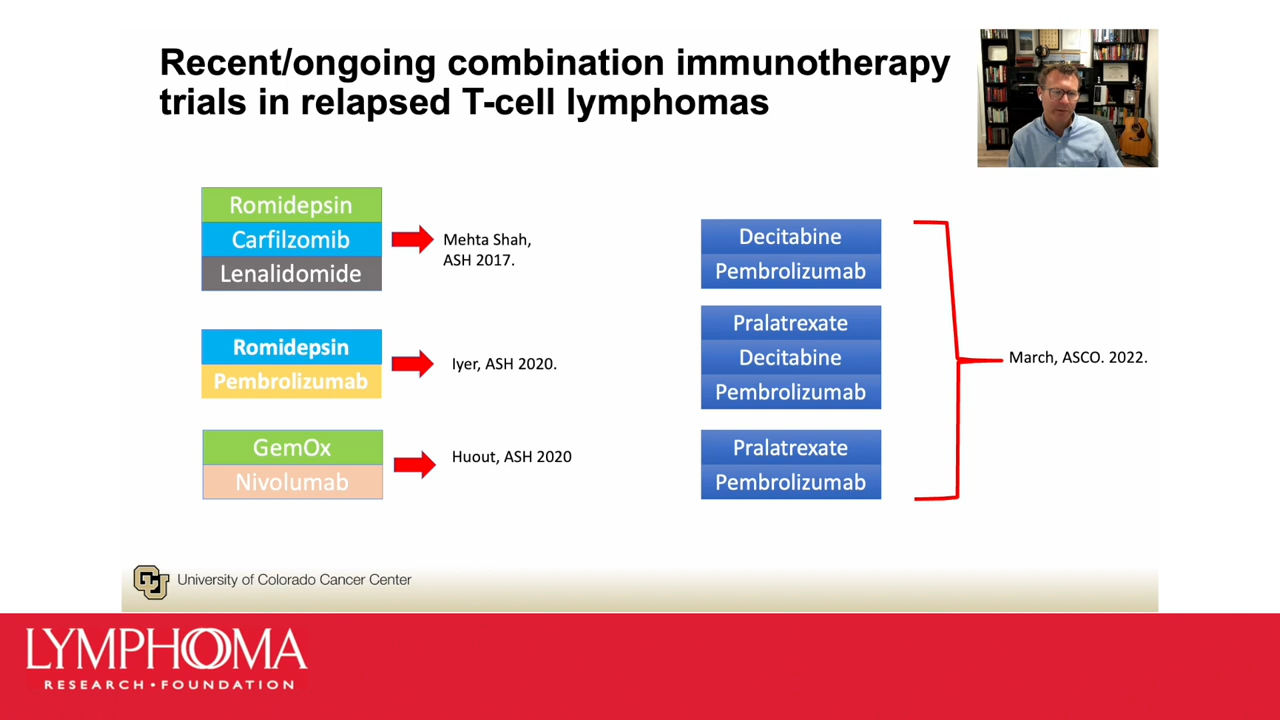 Recent/ongoing combination immunotherapy
trials in relapsed T-cell lymphomas
Romidepsin
Carfilzomib
Lenalidomide
Mehta Shah,
ASH 2017.
Romidepsin
Pembrolizumab
Iyer, ASH 2020.
GemOx
Nivolumab
Huout, ASH 2020
Decitabine
Pembrolizumab
Pralatrexate
Decitabine
Pembrolizumab
Pralatrexate
Pembrolizumab
March, ASCO. 2022.
CU
University of Colorado Cancer Center
LYMPHOMA
RESEARCH • FOUNDATION